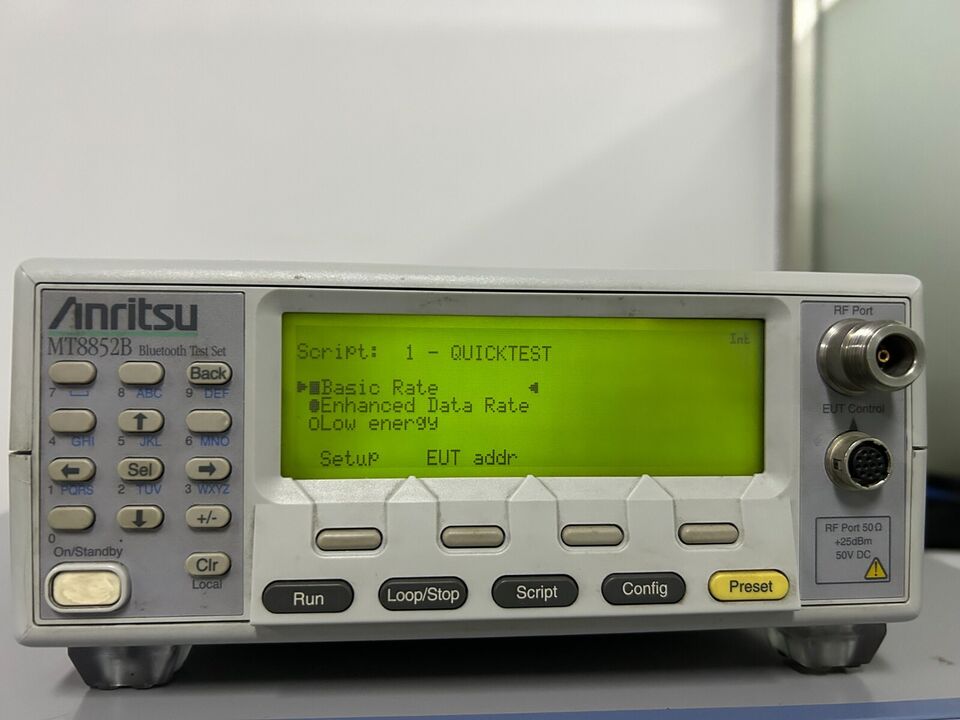 Anritsu
MT8852B Bluetooth Test Set
Back
7 8 ABC 9 DEF
4 GHI 5 JKL 6 MNO
Sel
1 PQRS 2 TUV 3 WXYZ
+/-
0 .
On/Standby
Clr
Local
Int
Script: 1 - QUICKTEST
Basic Rate
Enhanced Data Rate
Low energy
Setup EUT addr
Run Loop/Stop Script Config Preset
RF Port
EUT Control
RF Port 50Ω
+25dBm
50V DC